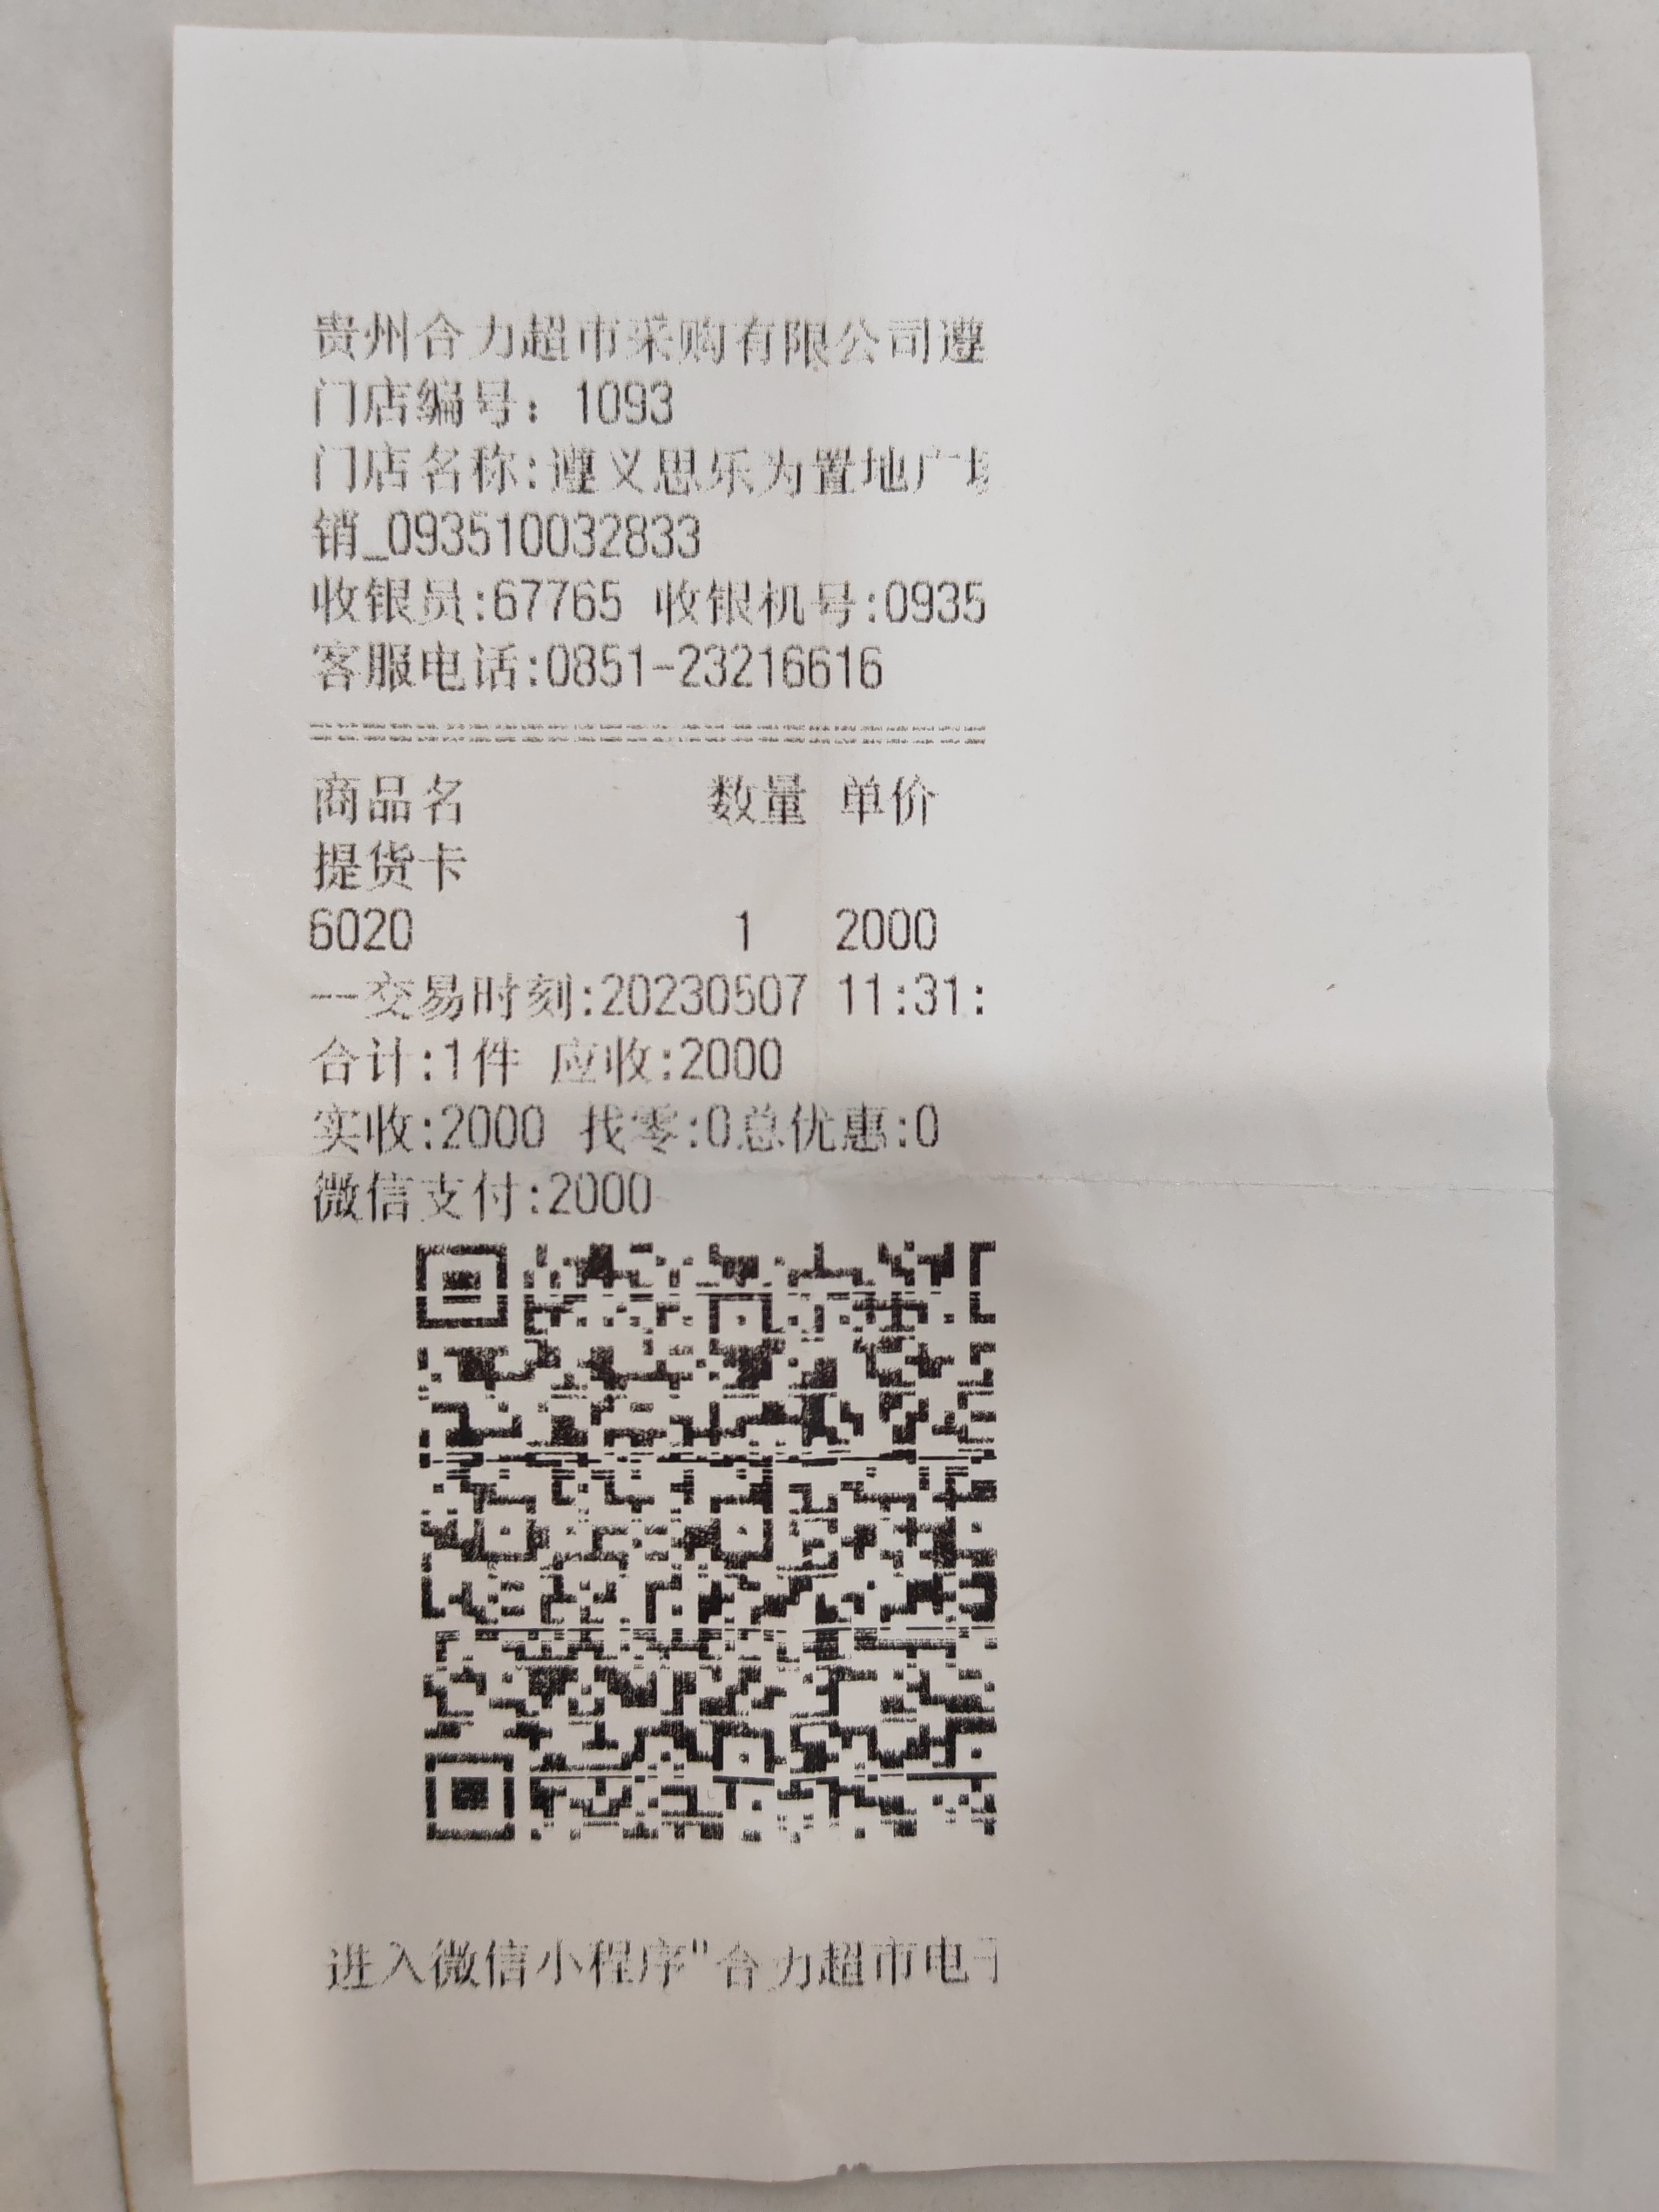 贵州合力超市采购有限公司遵
门店编号：1093
门店名称:遵义思乐为置地广场
销_093510032833
收银员:67765 收银机号:0935
客服电话:0851-23216616
商品名 数量 单价
提货卡
6020 1 2000
--交易时刻:20230507 11:31:
合计:1件 应收:2000
实收:2000 找零:0总优惠:0
微信支付:2000
进入微信小程序"合力超市电子